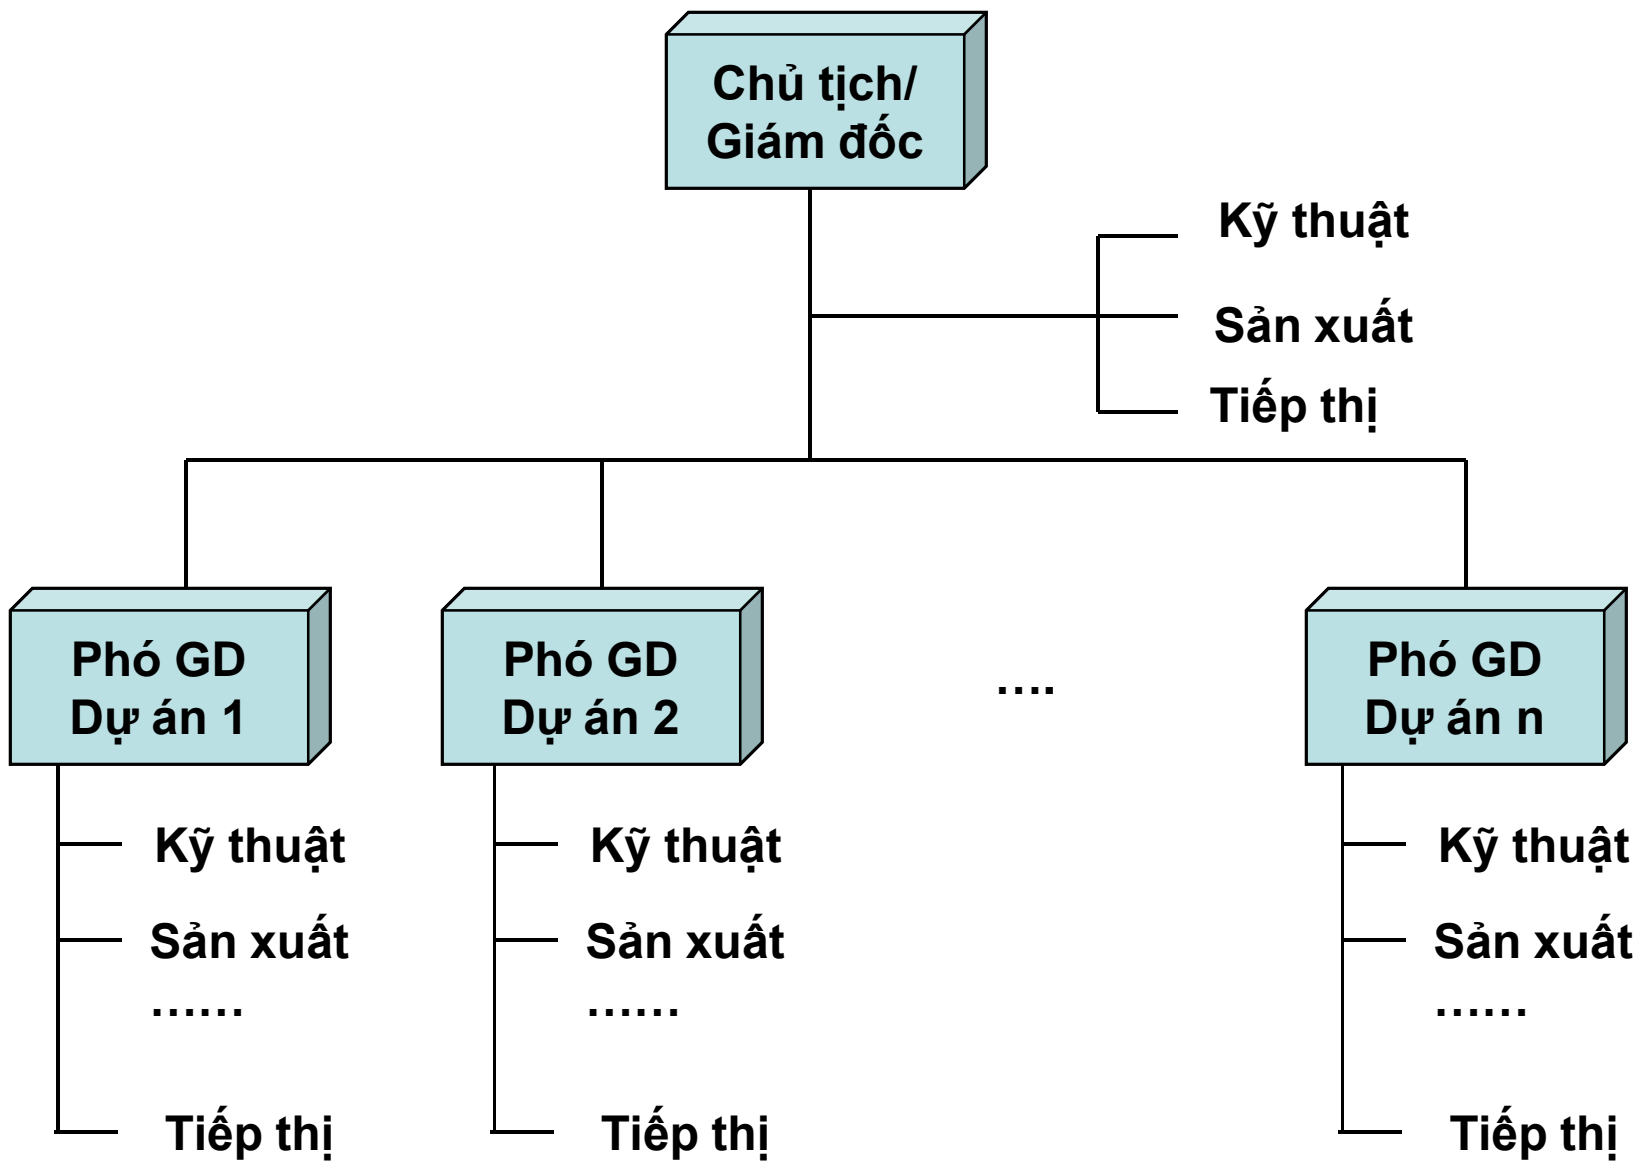 Chủ tịch/
Giám đốc
Kỹ thuật
Sản xuất
Tiếp thị
Phó GD
Dự án 1
Phó GD
Dự án 2
....
Phó GD
Dự án n
Kỹ thuật
Sản xuất
......
Tiếp thị
Kỹ thuật
Sản xuất
......
Tiếp thị
Kỹ thuật
Sản xuất
......
Tiếp thị